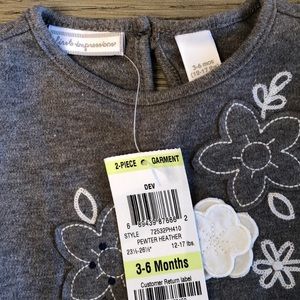 first impressions
3-6 mos
2-PIECE GARMENT
DEV
STYLE 72532PH410
PEWTER HEATHER
23½-26½" 12-17 lbs.
3-6 Months
Customer Return label